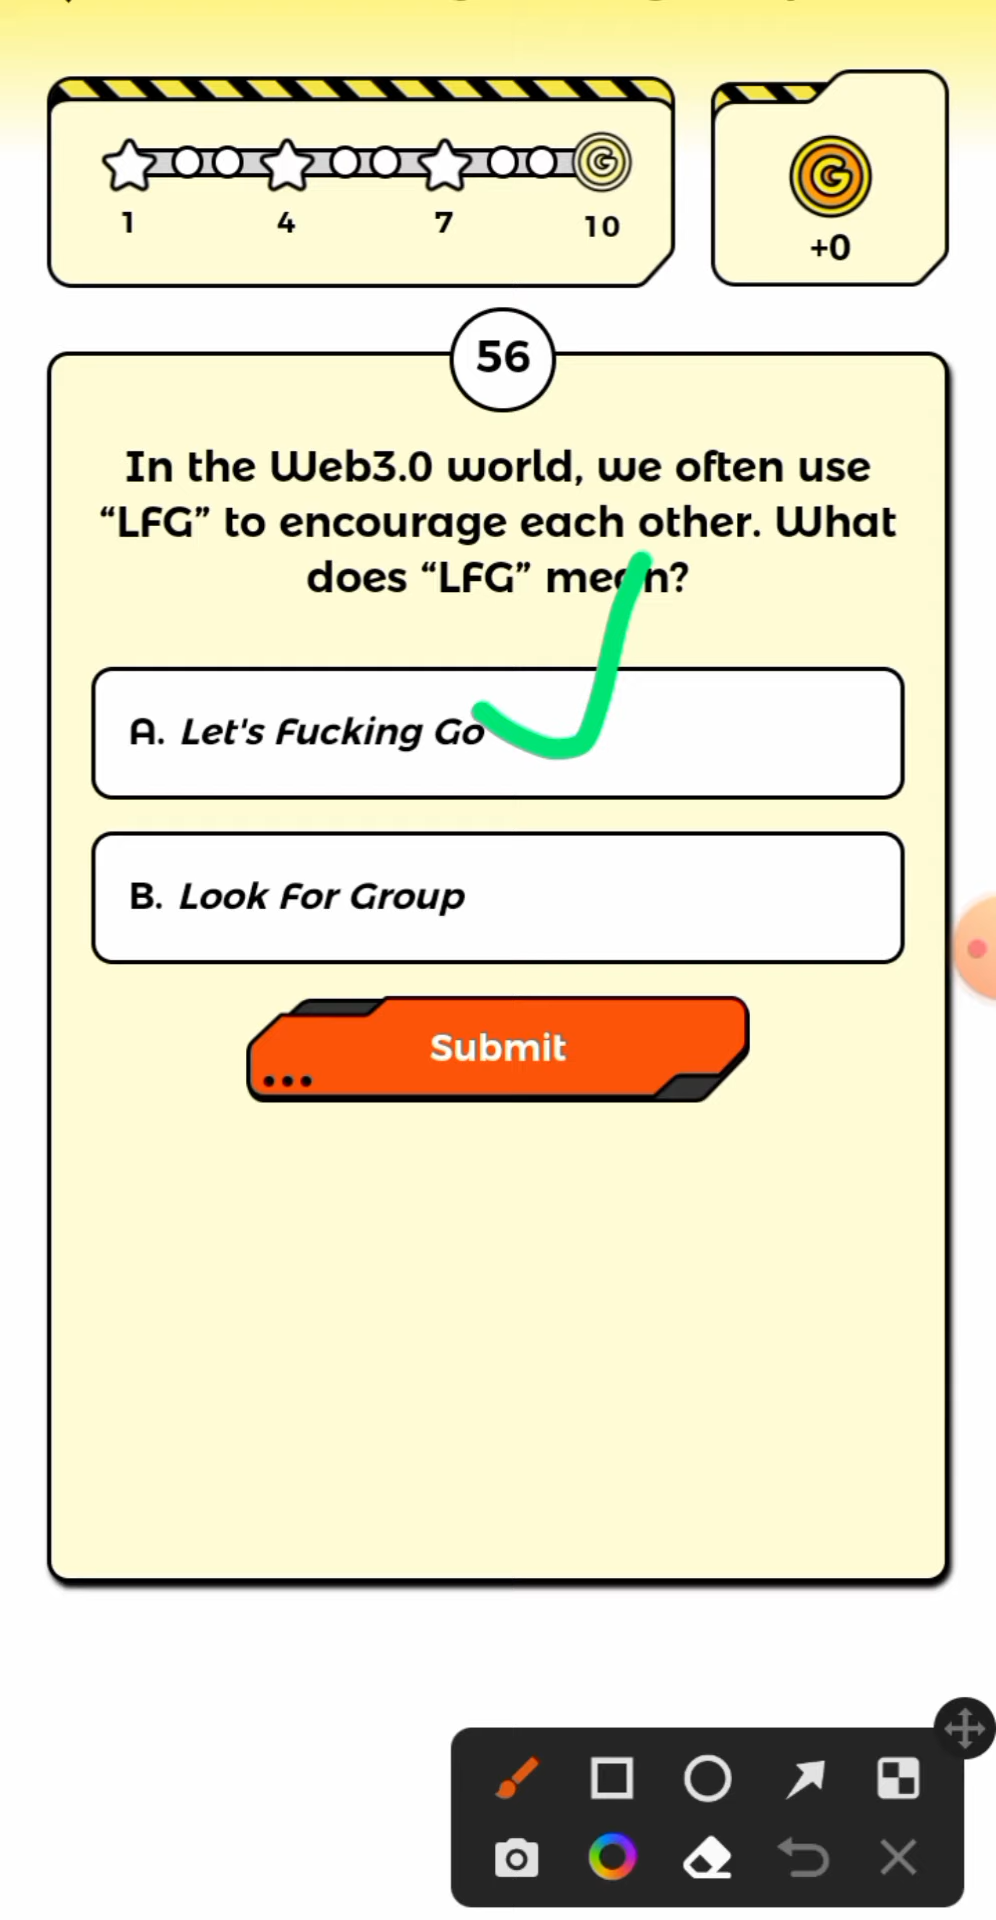 1
4
7
10
G
G
+0
56
In the Web3.0 world, we often use
“LFG” to encourage each other. What
does “LFG” mean?
A. Let's Fucking Go
B. Look For Group
Submit